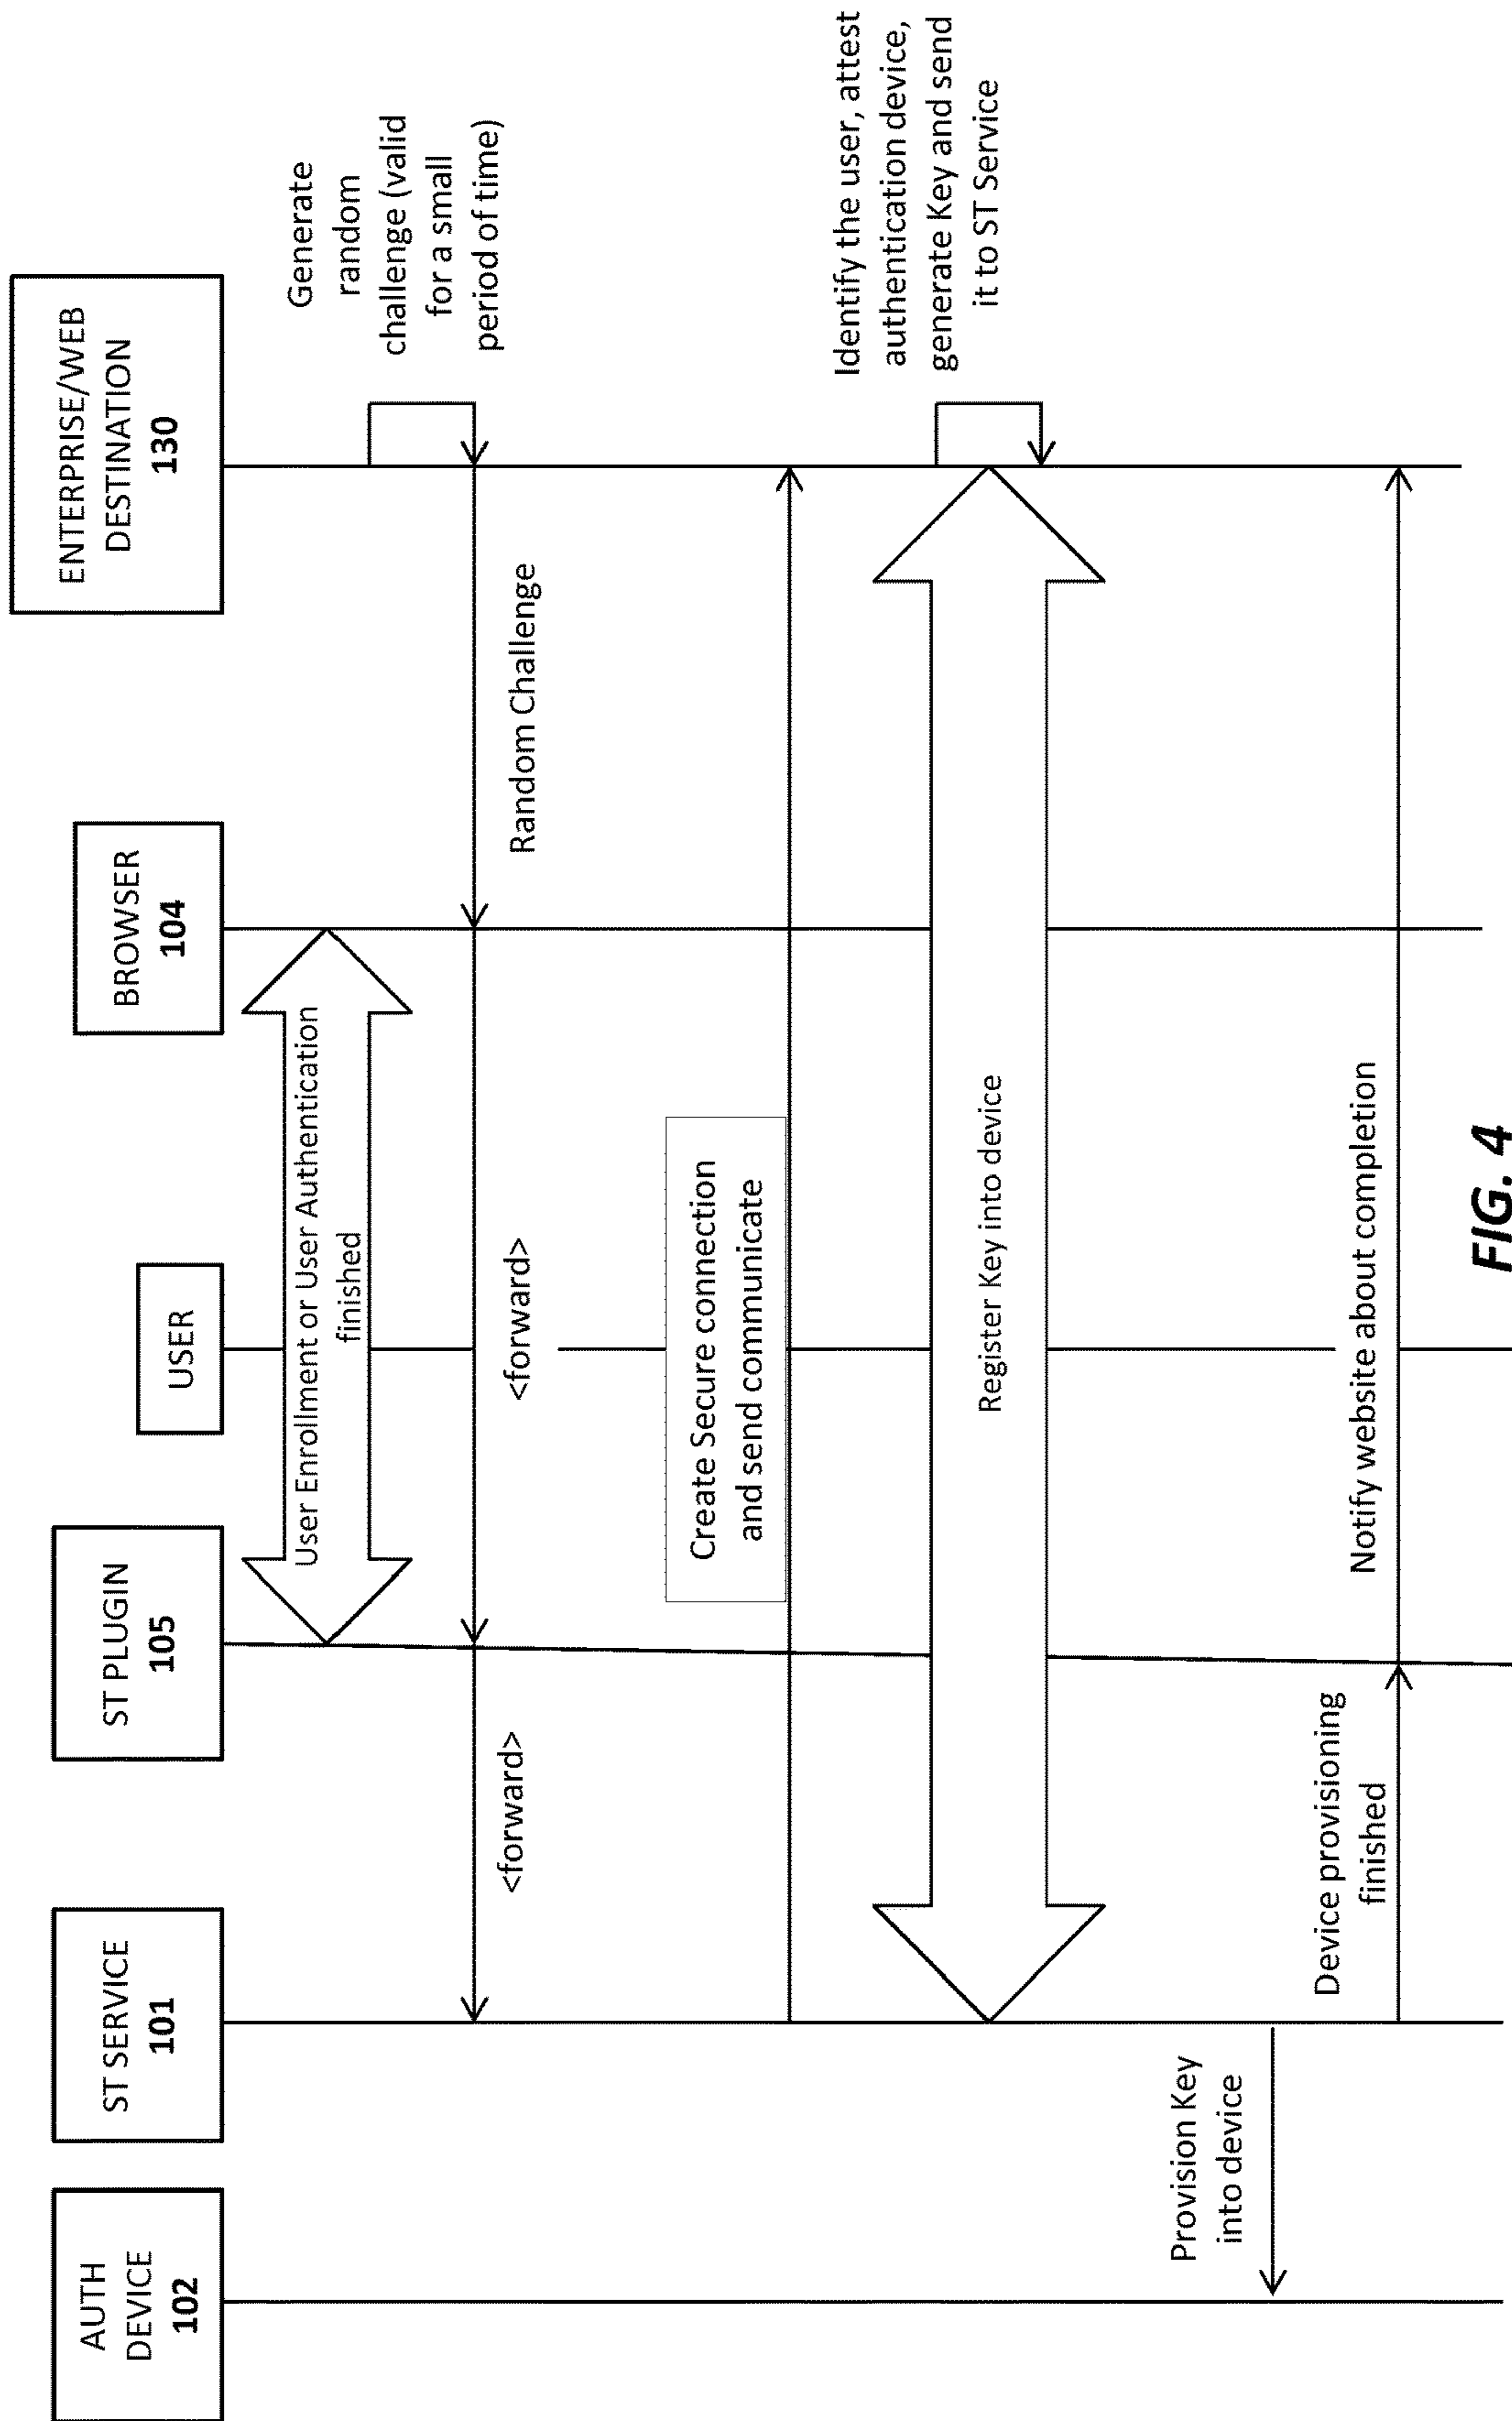 AUTH
DEVICE
102
ST SERVICE
101
ST PLUGIN
105
USER
BROWSER
104
ENTERPRISE/WEB
DESTINATION
130
User Enrollment or User Authentication
finished
Generate
random
challenge (valid
for a small
period of time)
Random Challenge
<forward>
<forward>
Create Secure connection
and send communicate
Identify the user, attest
authentication device,
generate Key and send
it to ST Service
Register Key into device
Provision Key
into device
Device provisioning
finished
Notify website about completion
FIG. 4